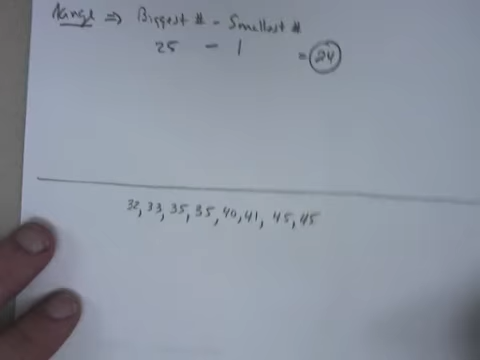 Range ⇒ Biggest # - Smallest #
25 - 1 = 24
32, 33, 35, 35, 40, 41, 45, 45